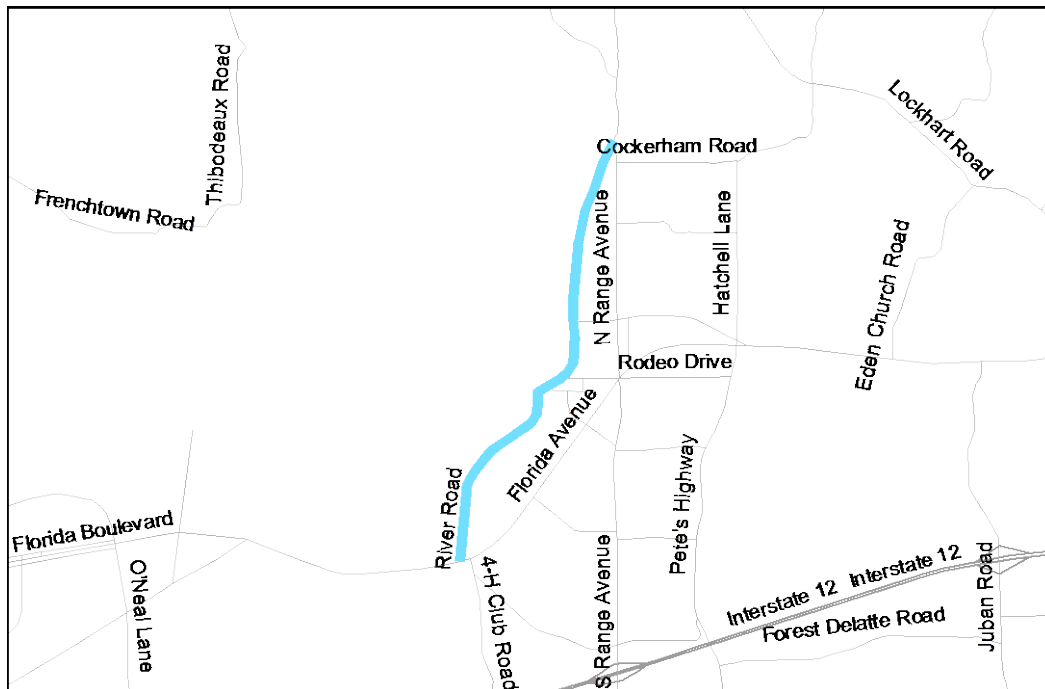 Thibodeaux Road
Lockhart Road
Cockerham Road
Frenchtown Road
N Range Avenue
Hatchell Lane
Eden Church Road
Rodeo Drive
Florida Avenue
Pete's Highway
River Road
Florida Boulevard
O'Neal Lane
4-H Club Road
S Range Avenue
Interstate 12
Interstate 12
Forest Delatte Road
Juban Road